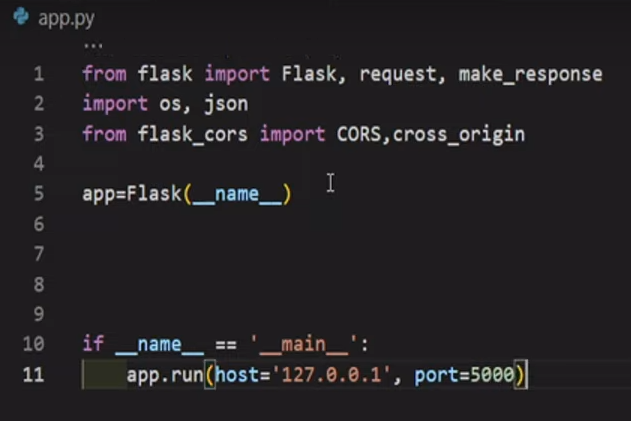 app.py
...
1 from flask import Flask, request, make_response
2 import os, json
3 from flask_cors import CORS,cross_origin
4
5 app=Flask(__name__)
6
7
8
9
10 if __name__ == '__main__':
11     app.run(host='127.0.0.1', port=5000)